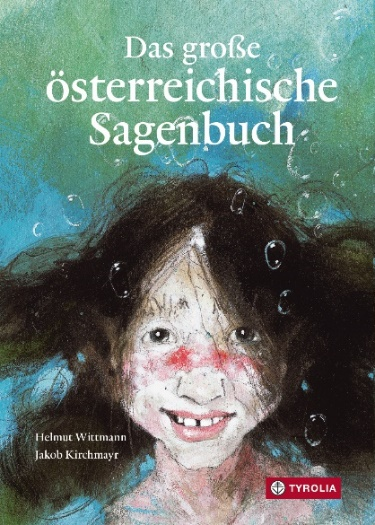 Das große
österreichische
Sagenbuch
Helmut Wittmann
Jakob Kirchmayr
TYROLIA